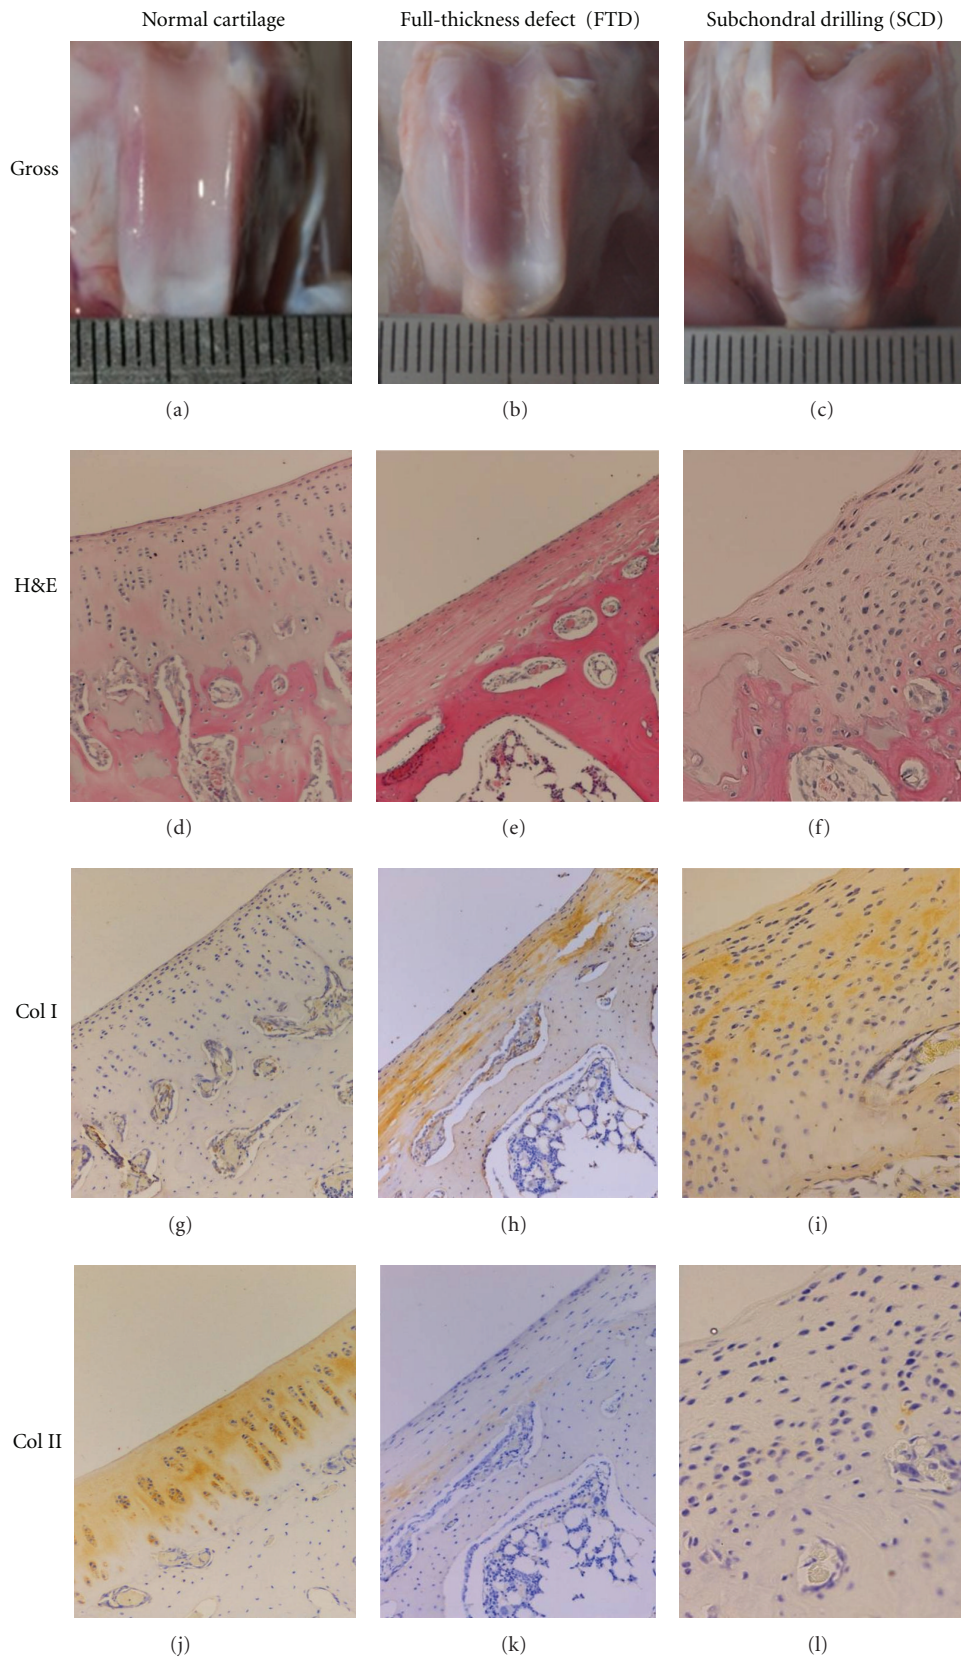 Normal cartilage
Full-thickness defect (FTD)
Subchondral drilling (SCD)
Gross
(a)
(b)
(c)
H&E
(d)
(e)
(f)
Col I
(g)
(h)
(i)
Col II
(j)
(k)
(l)